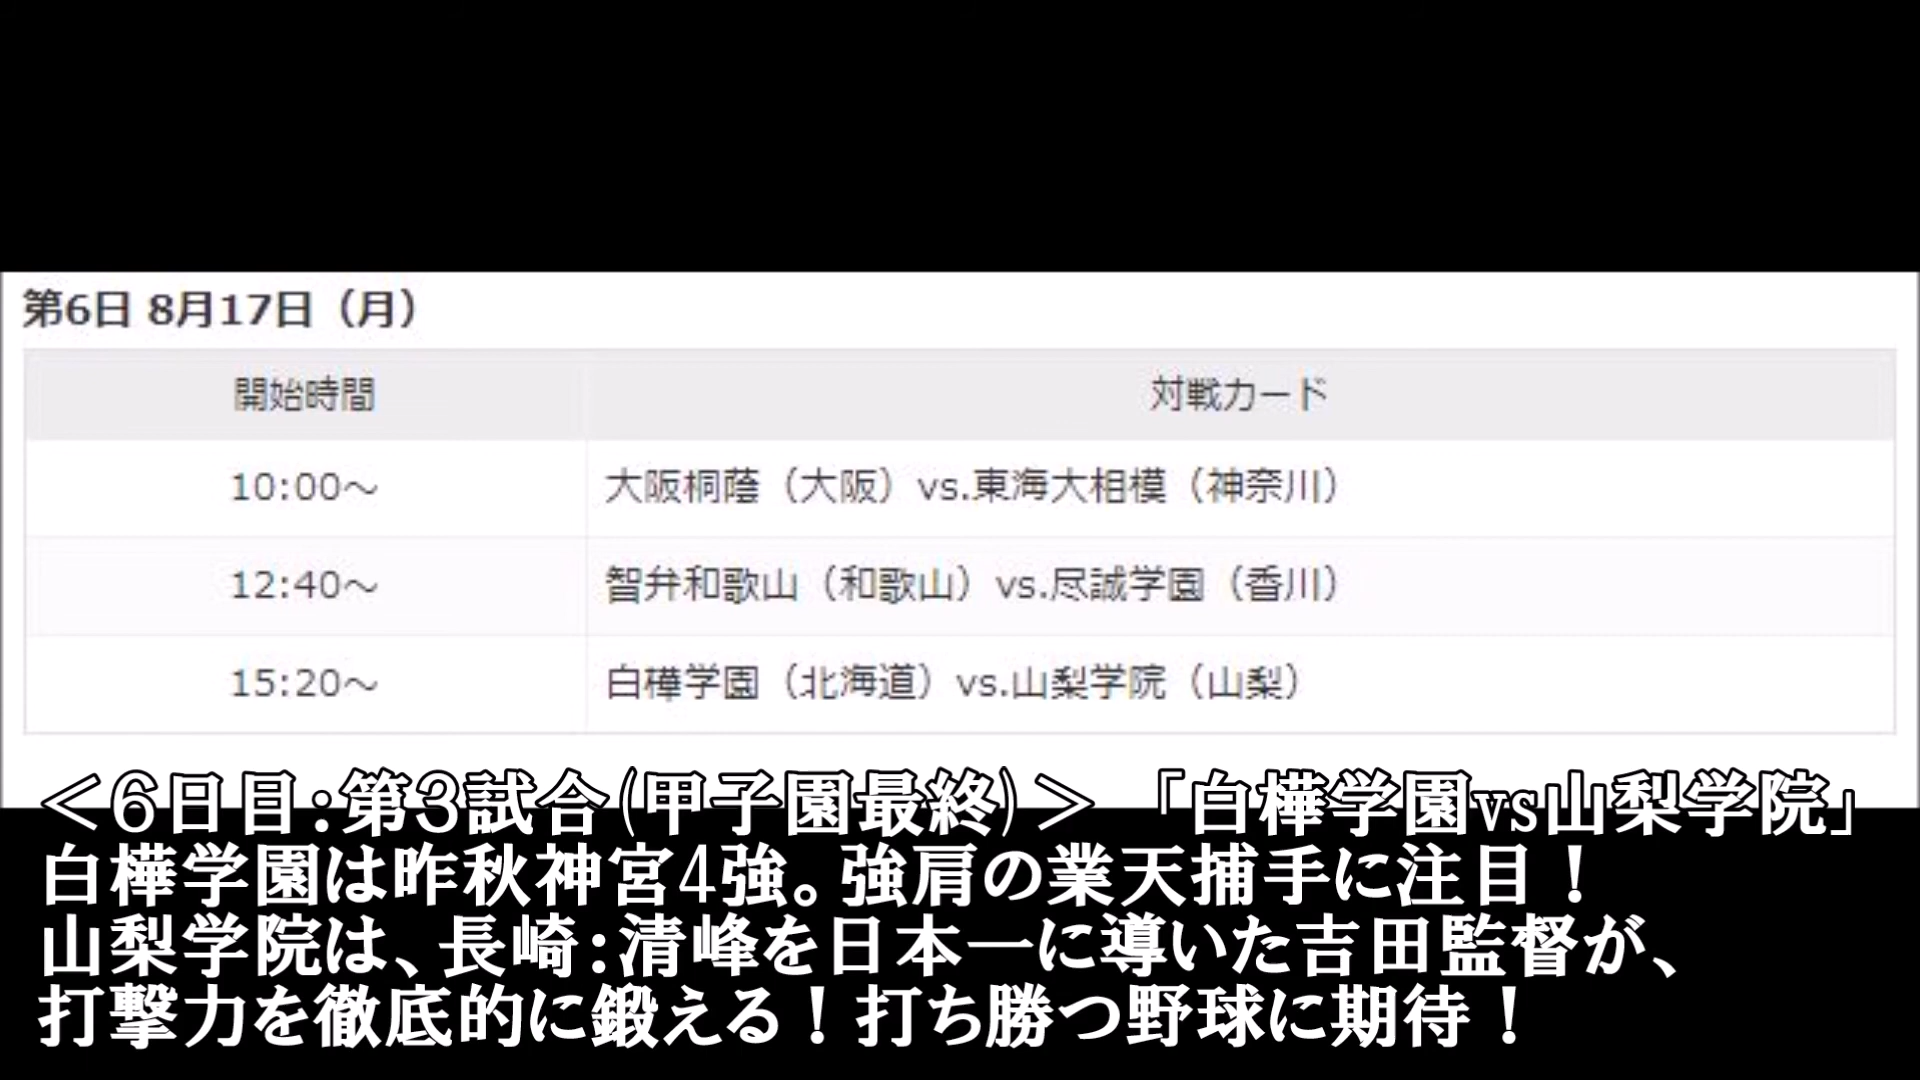 第6日 8月17日（月）
開始時間 対戦カード
10:00～ 大阪桐蔭（大阪）vs.東海大相模（神奈川）
12:40～ 智弁和歌山（和歌山）vs.尽誠学園（香川）
15:20～ 白樺学園（北海道）vs.山梨学院（山梨）
＜６日目：第３試合(甲子園最終)＞「白樺学園vs山梨学院」
白樺学園は昨秋神宮4強。強肩の業天捕手に注目！
山梨学院は、長崎：清峰を日本一に導いた吉田監督が、
打撃力を徹底的に鍛える！打ち勝つ野球に期待！